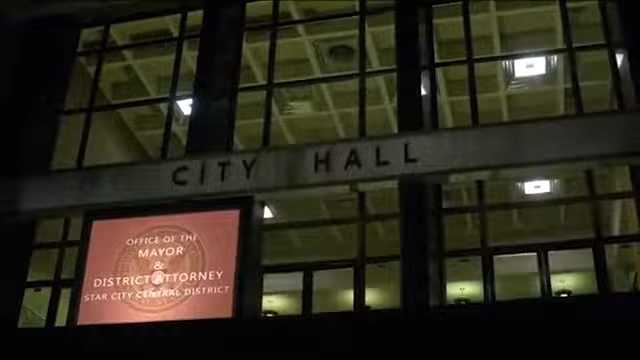 CITY HALL
OFFICE OF THE
MAYOR
&
DISTRICT ATTORNEY
STAR CITY CENTRAL DISTRICT